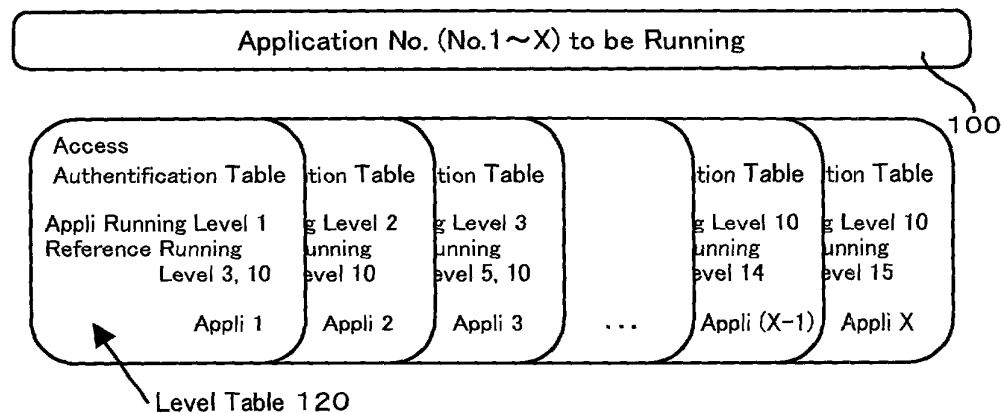 Application No. (No.1～X) to be Running
100
Access
Authentification Table
Appli Running Level 1
Reference Running
Level 3, 10
Appli 1
tion Table
g Level 2
unning
evel 10
Appli 2
tion Table
g Level 3
unning
evel 5, 10
Appli 3
...
tion Table
g Level 10
unning
evel 14
Appli (X-1)
tion Table
g Level 10
unning
evel 15
Appli X
Level Table 120